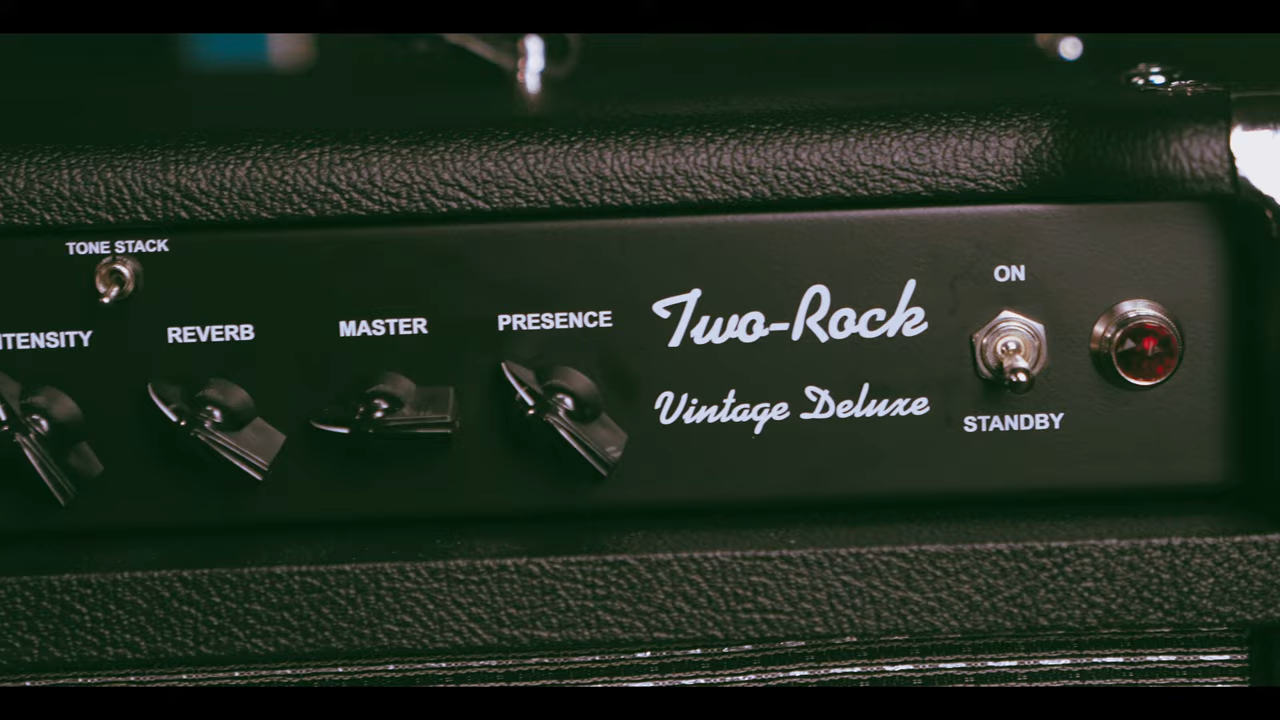 TONE STACK
NTENSITY
REVERB
MASTER
PRESENCE
Two-Rock
Vintage Deluxe
ON
STANDBY